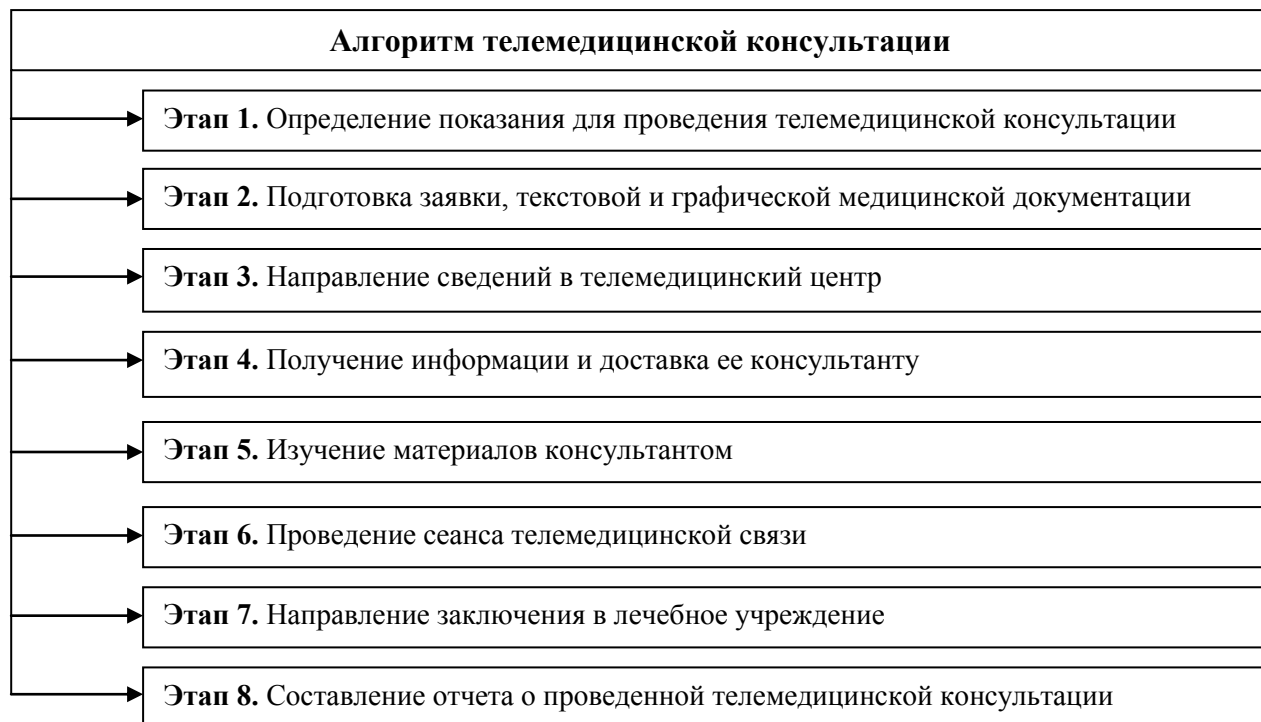 Алгоритм телемедицинской консультации
Этап 1. Определение показания для проведения телемедицинской консультации
Этап 2. Подготовка заявки, текстовой и графической медицинской документации
Этап 3. Направление сведений в телемедицинский центр
Этап 4. Получение информации и доставка ее консультанту
Этап 5. Изучение материалов консультантом
Этап 6. Проведение сеанса телемедицинской связи
Этап 7. Направление заключения в лечебное учреждение
Этап 8. Составление отчета о проведенной телемедицинской консультации